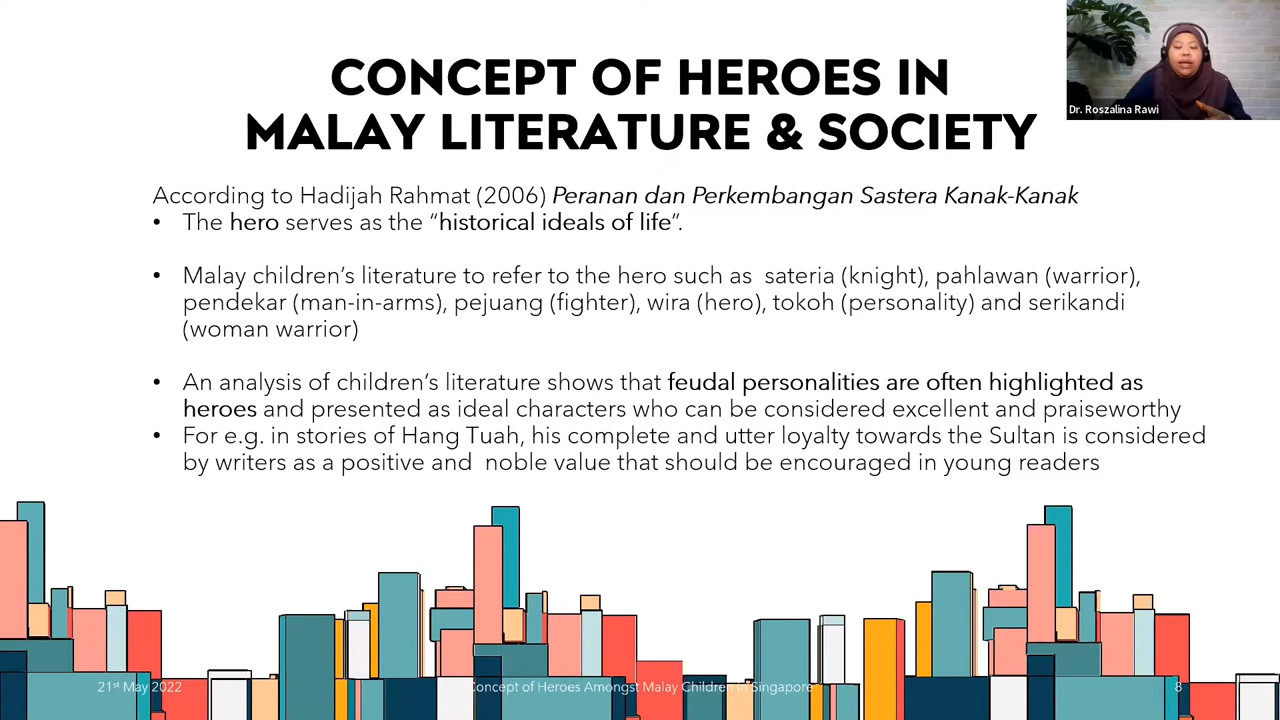 CONCEPT OF HEROES IN
MALAY LITERATURE & SOCIETY
Dr. Roszalina Rawi
According to Hadijah Rahmat (2006) Peranan dan Perkembangan Sastera Kanak-Kanak
• The hero serves as the “historical ideals of life”.
• Malay children’s literature to refer to the hero such as sateria (knight), pahlawan (warrior),
pendekar (man-in-arms), pejuang (fighter), wira (hero), tokoh (personality) and serikandi
(woman warrior)
• An analysis of children’s literature shows that feudal personalities are often highlighted as
heroes and presented as ideal characters who can be considered excellent and praiseworthy
• For e.g. in stories of Hang Tuah, his complete and utter loyalty towards the Sultan is considered
by writers as a positive and noble value that should be encouraged in young readers
21st May 2022
Concept of Heroes Amongst Malay Children in Singapore
8